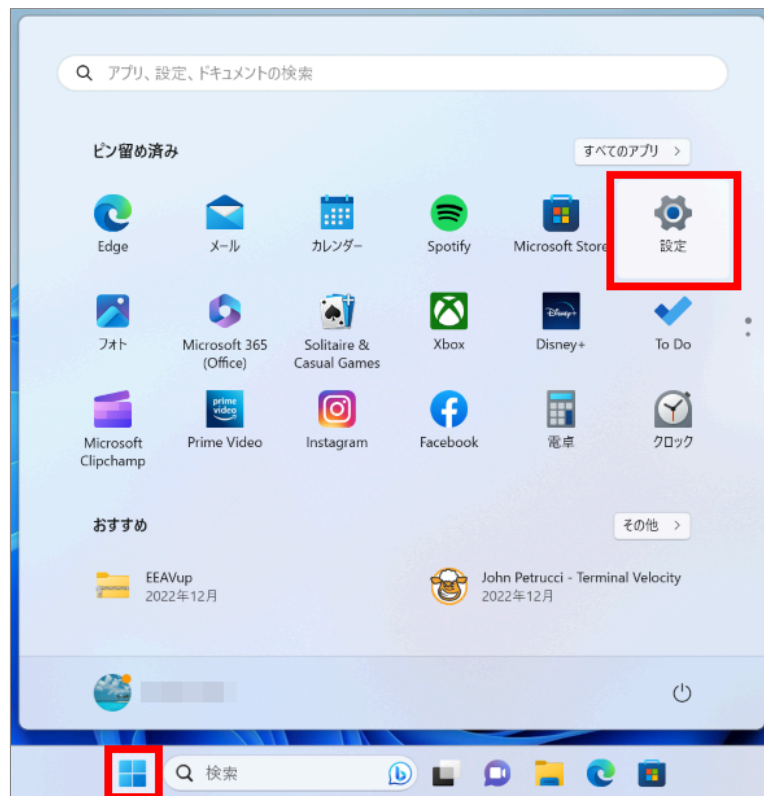 アプリ、設定、ドキュメントの検索
ピン留め済み
すべてのアプリ >
Edge
メール
カレンダー
Spotify
Microsoft Store
設定
フォト
Microsoft 365
(Office)
Solitaire &
Casual Games
Xbox
Disney+
Disney+
To Do
Microsoft
Clipchamp
prime
video
Prime Video
Instagram
Facebook
電卓
クロック
おすすめ
その他 >
EEAVup
2022年12月
John Petrucci - Terminal Velocity
2022年12月
検索